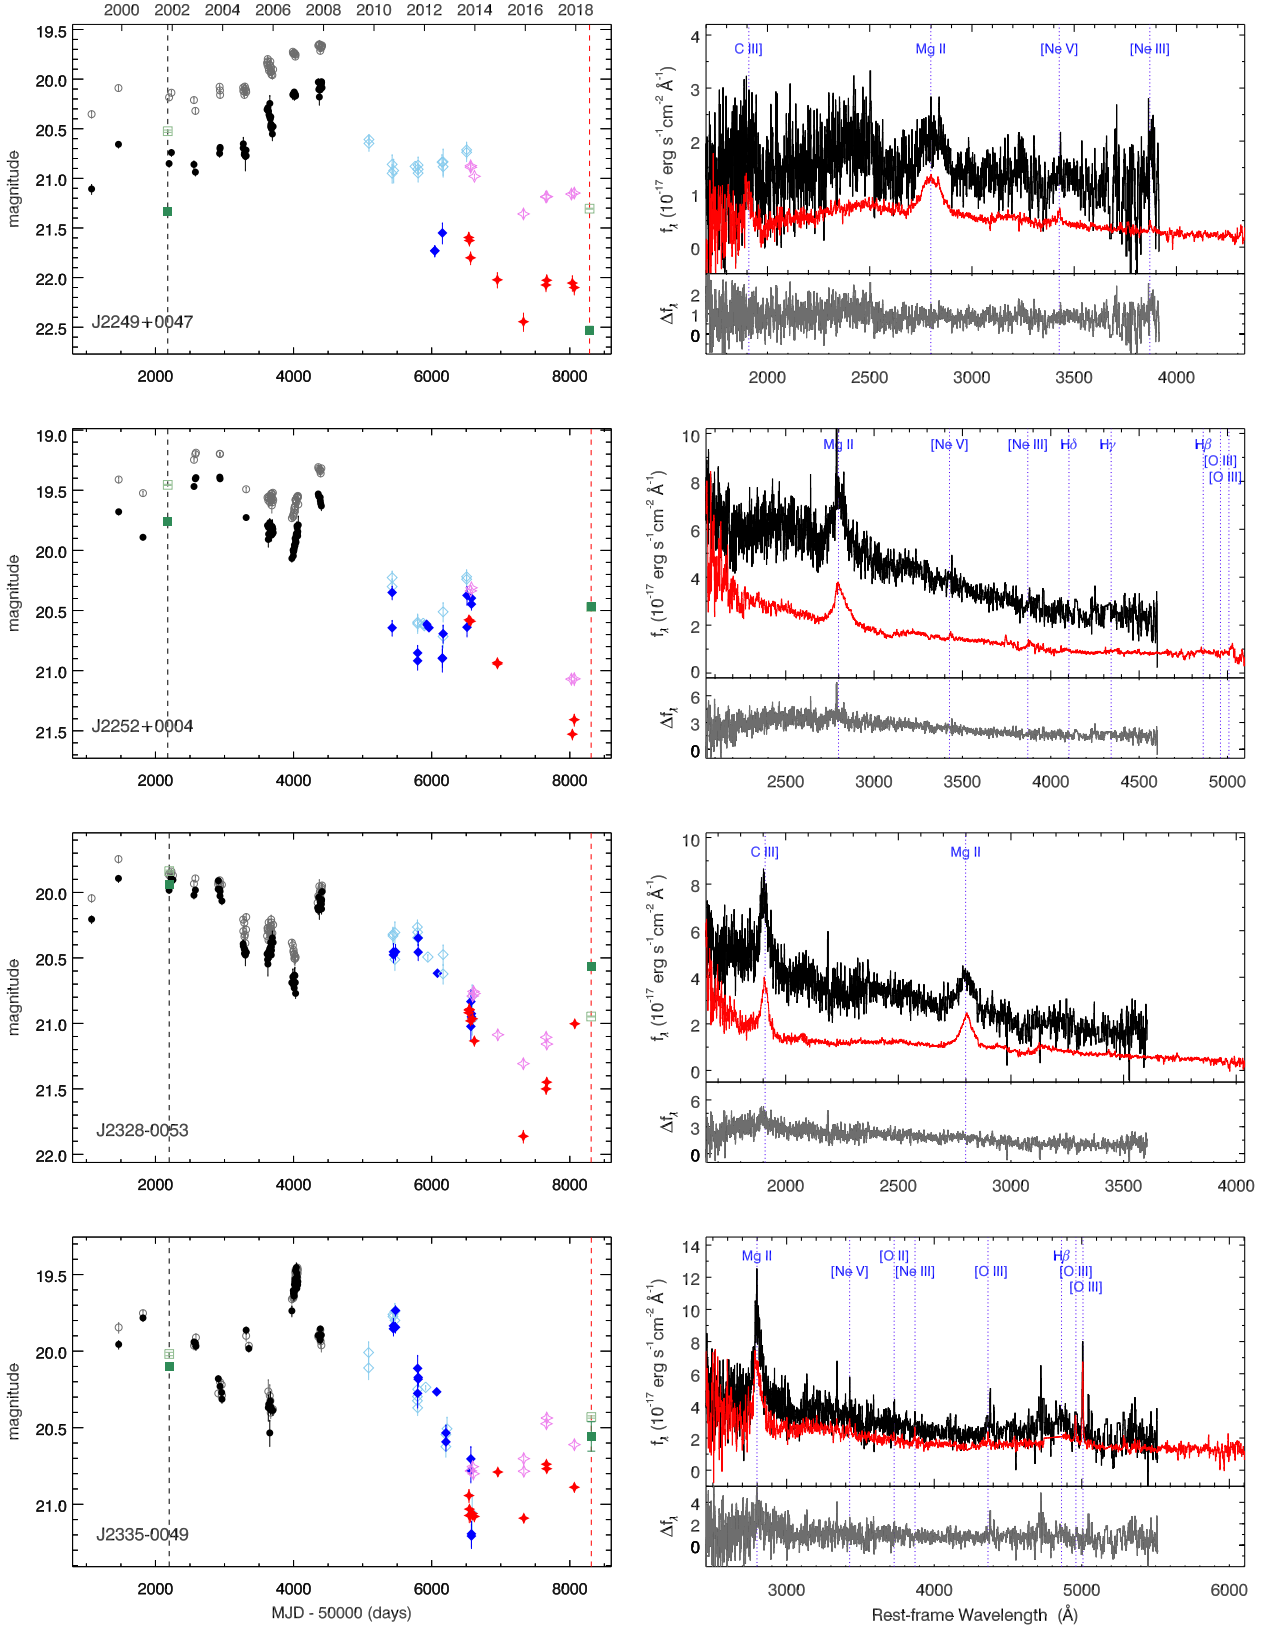 2000 2002 2004 2006 2008 2010 2012 2014 2016 2018
magnitude
19.5
20.0
20.5
21.0
21.5
22.0
22.5
J2249+0047
2000 4000 6000 8000
fλ (10⁻¹⁷ erg s⁻¹cm⁻² Å⁻¹)
4
3
2
1
0
C III] Mg II [Ne V] [Ne III]
Δfλ
2
1
0
2000 2500 3000 3500 4000
magnitude
19.0
19.5
20.0
20.5
21.0
21.5
J2252+0004
2000 4000 6000 8000
fλ (10⁻¹⁷ erg s⁻¹cm⁻² Å⁻¹)
10
8
6
4
2
0
Mg II [Ne V] [Ne III] Hδ Hγ Hβ
[O III]
[O III]
Δfλ
6
3
0
2500 3000 3500 4000 4500 5000
magnitude
20.0
20.5
21.0
21.5
22.0
J2328-0053
2000 4000 6000 8000
fλ (10⁻¹⁷ erg s⁻¹cm⁻² Å⁻¹)
10
8
6
4
2
0
C III] Mg II
Δfλ
6
3
0
2000 2500 3000 3500 4000
magnitude
19.5
20.0
20.5
21.0
J2335-0049
2000 4000 6000 8000
MJD - 50000 (days)
fλ (10⁻¹⁷ erg s⁻¹cm⁻² Å⁻¹)
14
12
10
8
6
4
2
0
Mg II [O II] Hβ
[Ne V] [Ne III] [O III] [O III]
[O III]
Δfλ
4
2
0
3000 4000 5000 6000
Rest-frame Wavelength (Å)